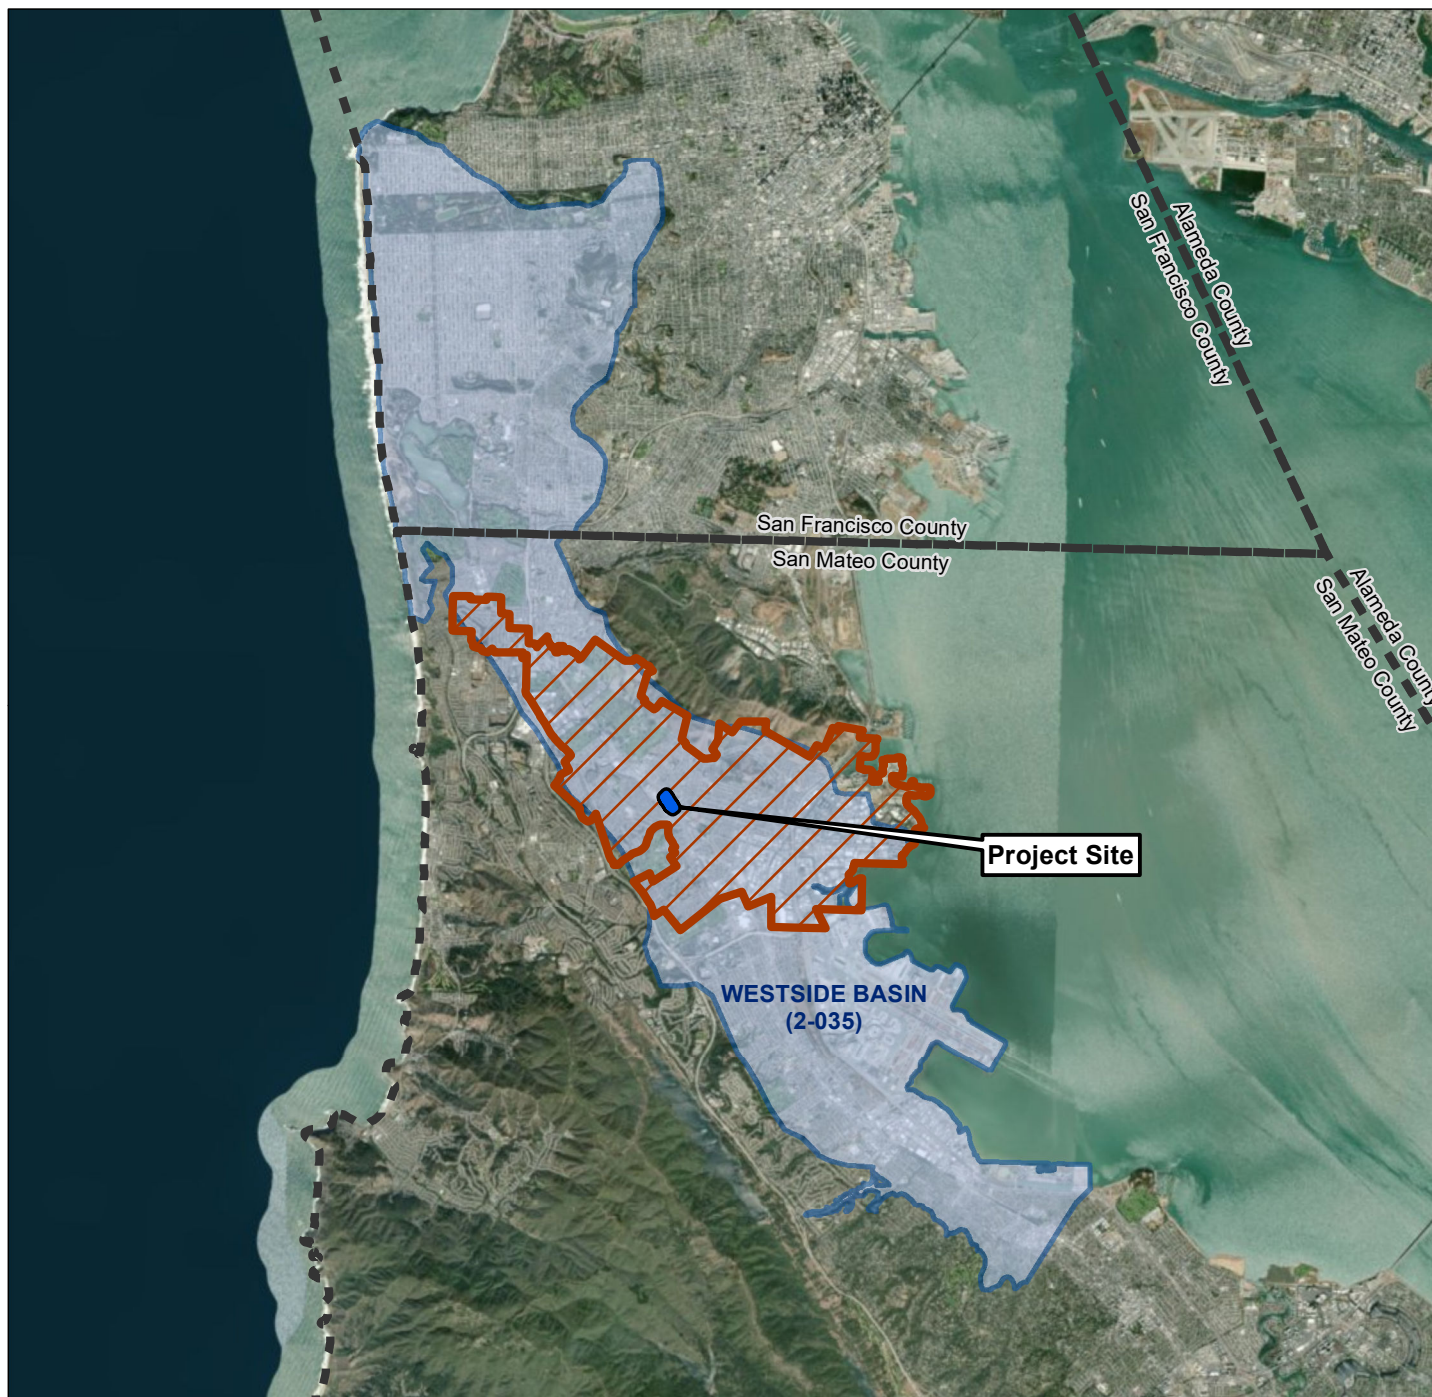 Alameda County
San Francisco County
San Francisco County
San Mateo County
Alameda County
San Mateo County
Project Site
WESTSIDE BASIN
(2-035)